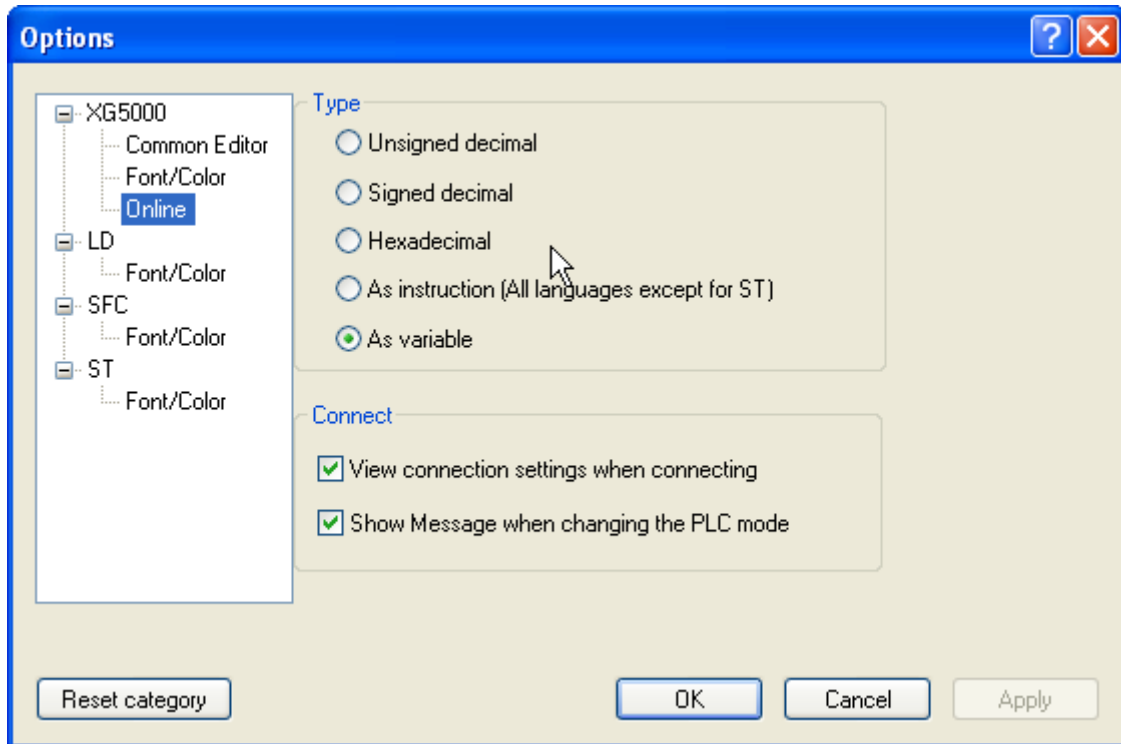 Options
XG5000
Common Editor
Font/Color
Online
LD
Font/Color
SFC
Font/Color
ST
Font/Color
Type
Unsigned decimal
Signed decimal
Hexadecimal
As instruction (All languages except for ST)
As variable
Connect
View connection settings when connecting
Show Message when changing the PLC mode
Reset category
OK
Cancel
Apply